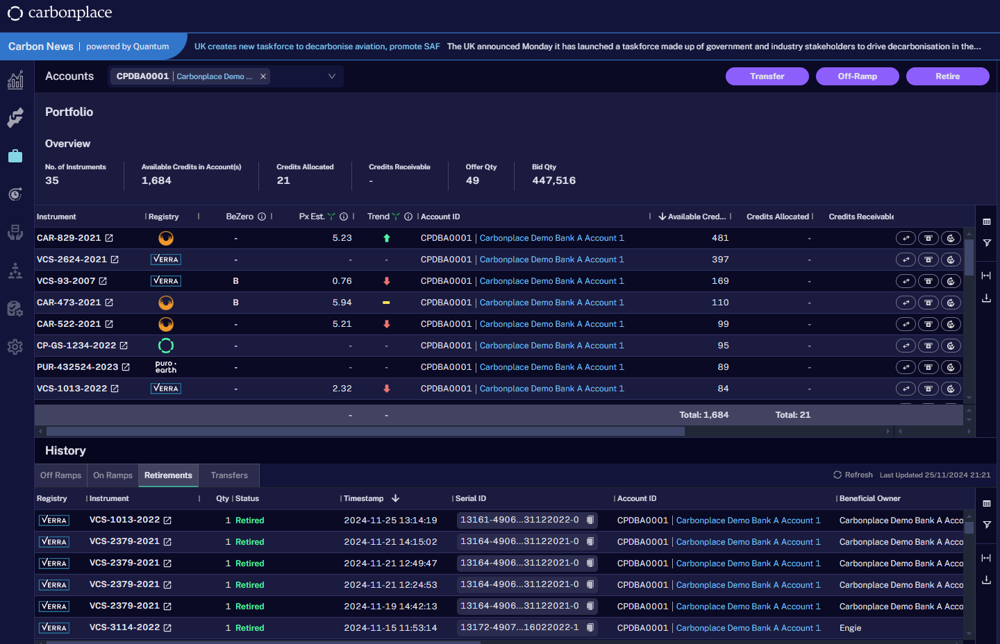 carbonplace
Carbon News | powered by Quantum UK creates new taskforce to decarbonise aviation, promote SAF The UK announced Monday it has launched a taskforce made up of government and industry stakeholders to drive decarbonisation in the...
Accounts CPDBA0001 | Carbonplace Demo ... Transfer Off-Ramp Retire
Portfolio
Overview
No. of Instruments Available Credits in Account(s) Credits Allocated Credits Receivable Offer Qty Bid Qty
35 1,684 21 - 49 447,516
Instrument Registry BeZero Px Est. Trend Account ID Available Cred... Credits Allocated Credits Receivable
CAR-829-2021 - 5.23 CPDBA0001 | Carbonplace Demo Bank A Account 1 481 -
VCS-2624-2021 VERRA - - - CPDBA0001 | Carbonplace Demo Bank A Account 1 397 -
VCS-93-2007 VERRA B 0.76 CPDBA0001 | Carbonplace Demo Bank A Account 1 169 -
CAR-473-2021 B 5.94 CPDBA0001 | Carbonplace Demo Bank A Account 1 110 -
CAR-522-2021 - 5.21 CPDBA0001 | Carbonplace Demo Bank A Account 1 99 -
CP-GS-1234-2022 - - - CPDBA0001 | Carbonplace Demo Bank A Account 1 95 -
PUR-432524-2023 puro·earth - - - CPDBA0001 | Carbonplace Demo Bank A Account 1 89 -
VCS-1013-2022 VERRA - 2.32 CPDBA0001 | Carbonplace Demo Bank A Account 1 84 -
- - Total: 1,684 Total: 21
History
Off Ramps On Ramps Retirements Transfers Refresh Last Updated 25/11/2024 21:21
Registry Instrument Qty Status Timestamp Serial ID Account ID Beneficial Owner
VERRA VCS-1013-2022 1 Retired 2024-11-25 13:14:19 13161-4906...31122022-0 CPDBA0001 | Carbonplace Demo Bank A Account 1 Carbonplace Demo Bank A Acco
VERRA VCS-2379-2021 1 Retired 2024-11-21 14:15:02 13164-4906...31122021-0 CPDBA0001 | Carbonplace Demo Bank A Account 1 Carbonplace Demo Bank A Acco
VERRA VCS-2379-2021 1 Retired 2024-11-21 12:49:47 13164-4906...31122021-0 CPDBA0001 | Carbonplace Demo Bank A Account 1 Carbonplace Demo Bank A Acco
VERRA VCS-2379-2021 1 Retired 2024-11-21 12:24:53 13164-4906...31122021-0 CPDBA0001 | Carbonplace Demo Bank A Account 1 Carbonplace Demo Bank A Acco
VERRA VCS-2379-2021 1 Retired 2024-11-19 14:42:13 13164-4906...31122021-0 CPDBA0001 | Carbonplace Demo Bank A Account 1 Carbonplace Demo Bank A Acco
VERRA VCS-3114-2022 1 Retired 2024-11-15 11:53:14 13172-4907...16022022-1 CPDBA0001 | Carbonplace Demo Bank A Account 1 Engie